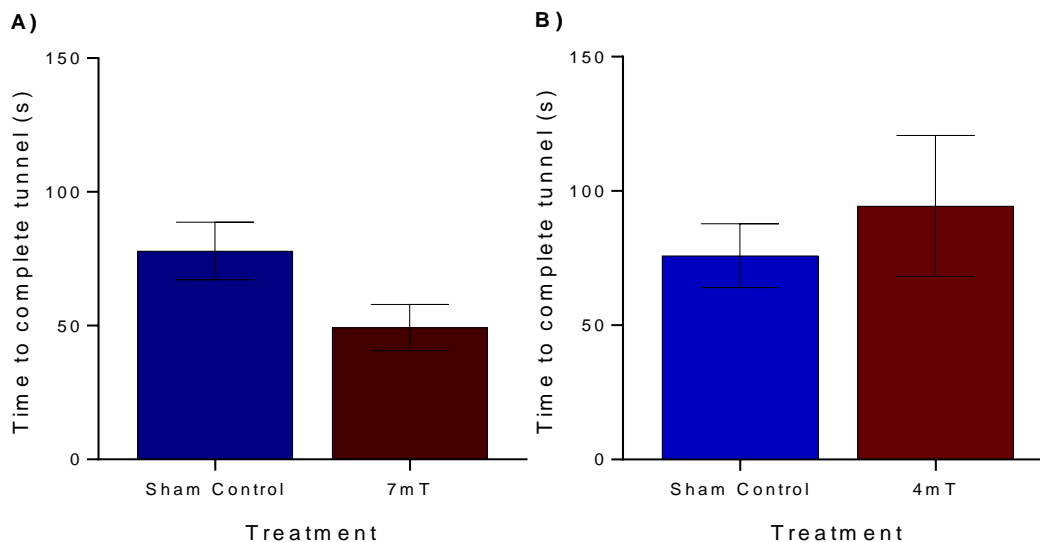 A)
150
100
50
0
Time to complete tunnel (s)
Sham Control
7mT
Treatment
B)
150
100
50
0
Time to complete tunnel (s)
Sham Control
4mT
Treatment